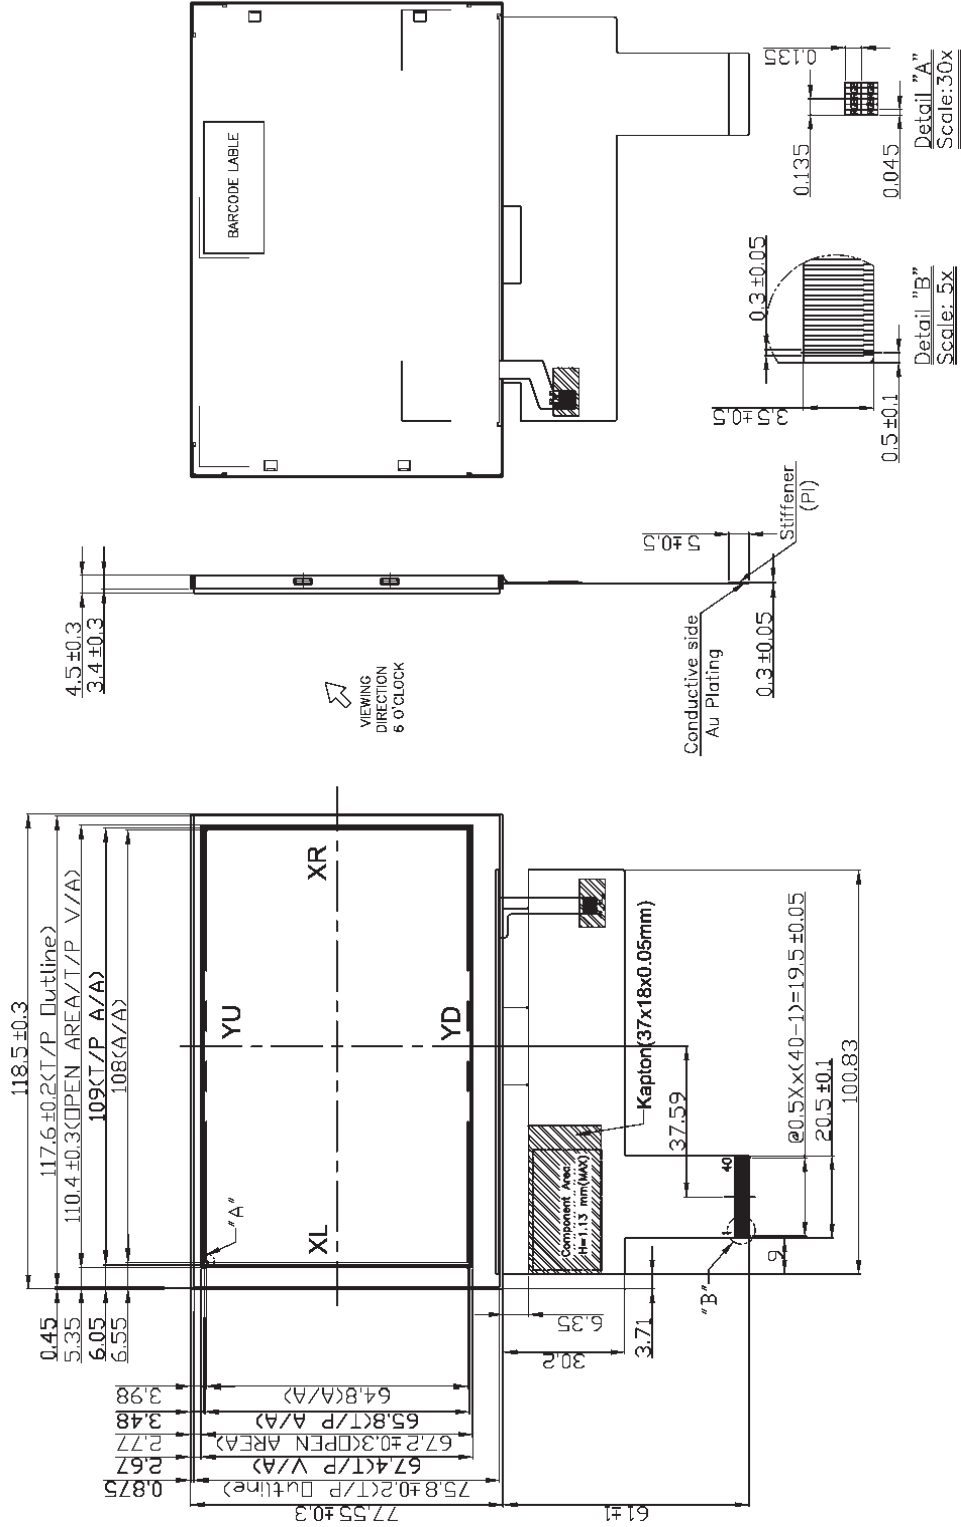 BARCODE LABLE
0.135
0.135
0.045
Detail "A"
Scale:30x
0.3±0.05
3.5±0.5
0.5±0.1
Detail "B"
Scale: 5x
4.5±0.3
3.4±0.3
VIEWING
DIRECTION
6 O'CLOCK
5±0.5
Stiffener
(PI)
Conductive side
Au Plating
0.3±0.05
118.5±0.3
117.6±0.2(T/P Outline)
110.4±0.3(OPEN AREA/T/P V/A)
109(T/P A/A)
108(A/A)
0.45
5.35
6.05
6.55
XR
YU
YD
XL
"A"
Kapton(37x18x0.05mm)
Component Area
H=1.13 mm(MAX)
37.59
@0.5Xx(40-1)=19.5±0.05
20.5±0.1
100.83
1
40
"B"
9
6.35
3.71
30.2
3.98
64.8(A/A)
3.48
65.8(T/P A/A)
2.77
67.2±0.3(OPEN AREA)
2.67
67.4(T/P V/A)
0.875
75.8±0.2(T/P Outline)
77.55±0.3
61±1